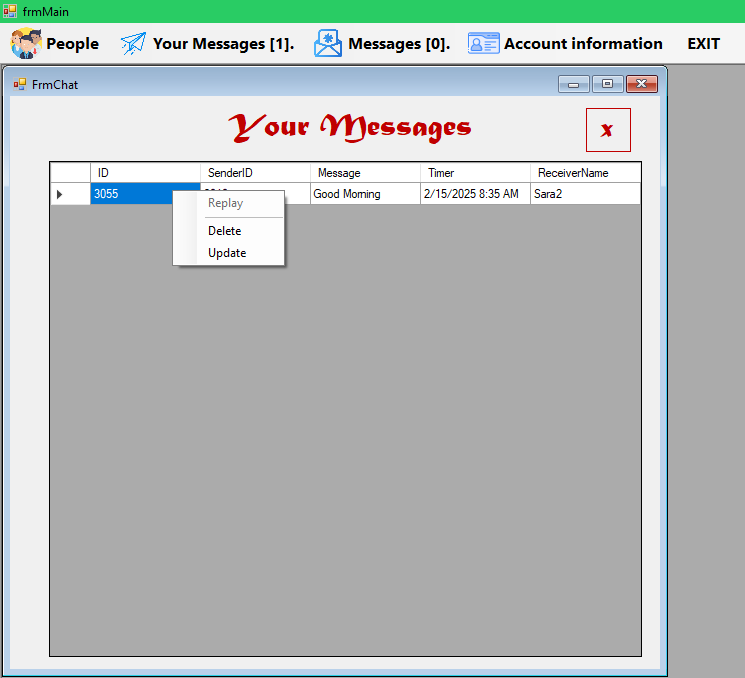 frmMain
People Your Messages [1]. Messages [0]. Account information EXIT
FrmChat
Your Messages x
ID SenderID Message Timer ReceiverName
3055 Good Morning 2/15/2025 8:35 AM Sara2
Replay
Delete
Update